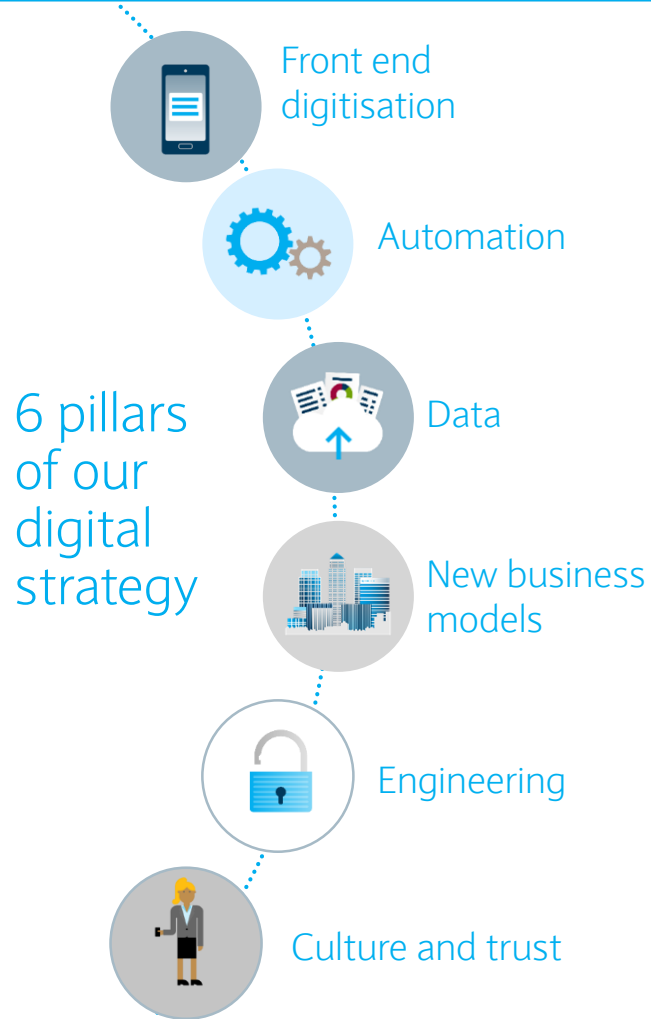 Front end
digitisation
Automation
6 pillars
of our
digital
strategy
Data
New business
models
Engineering
Culture and trust